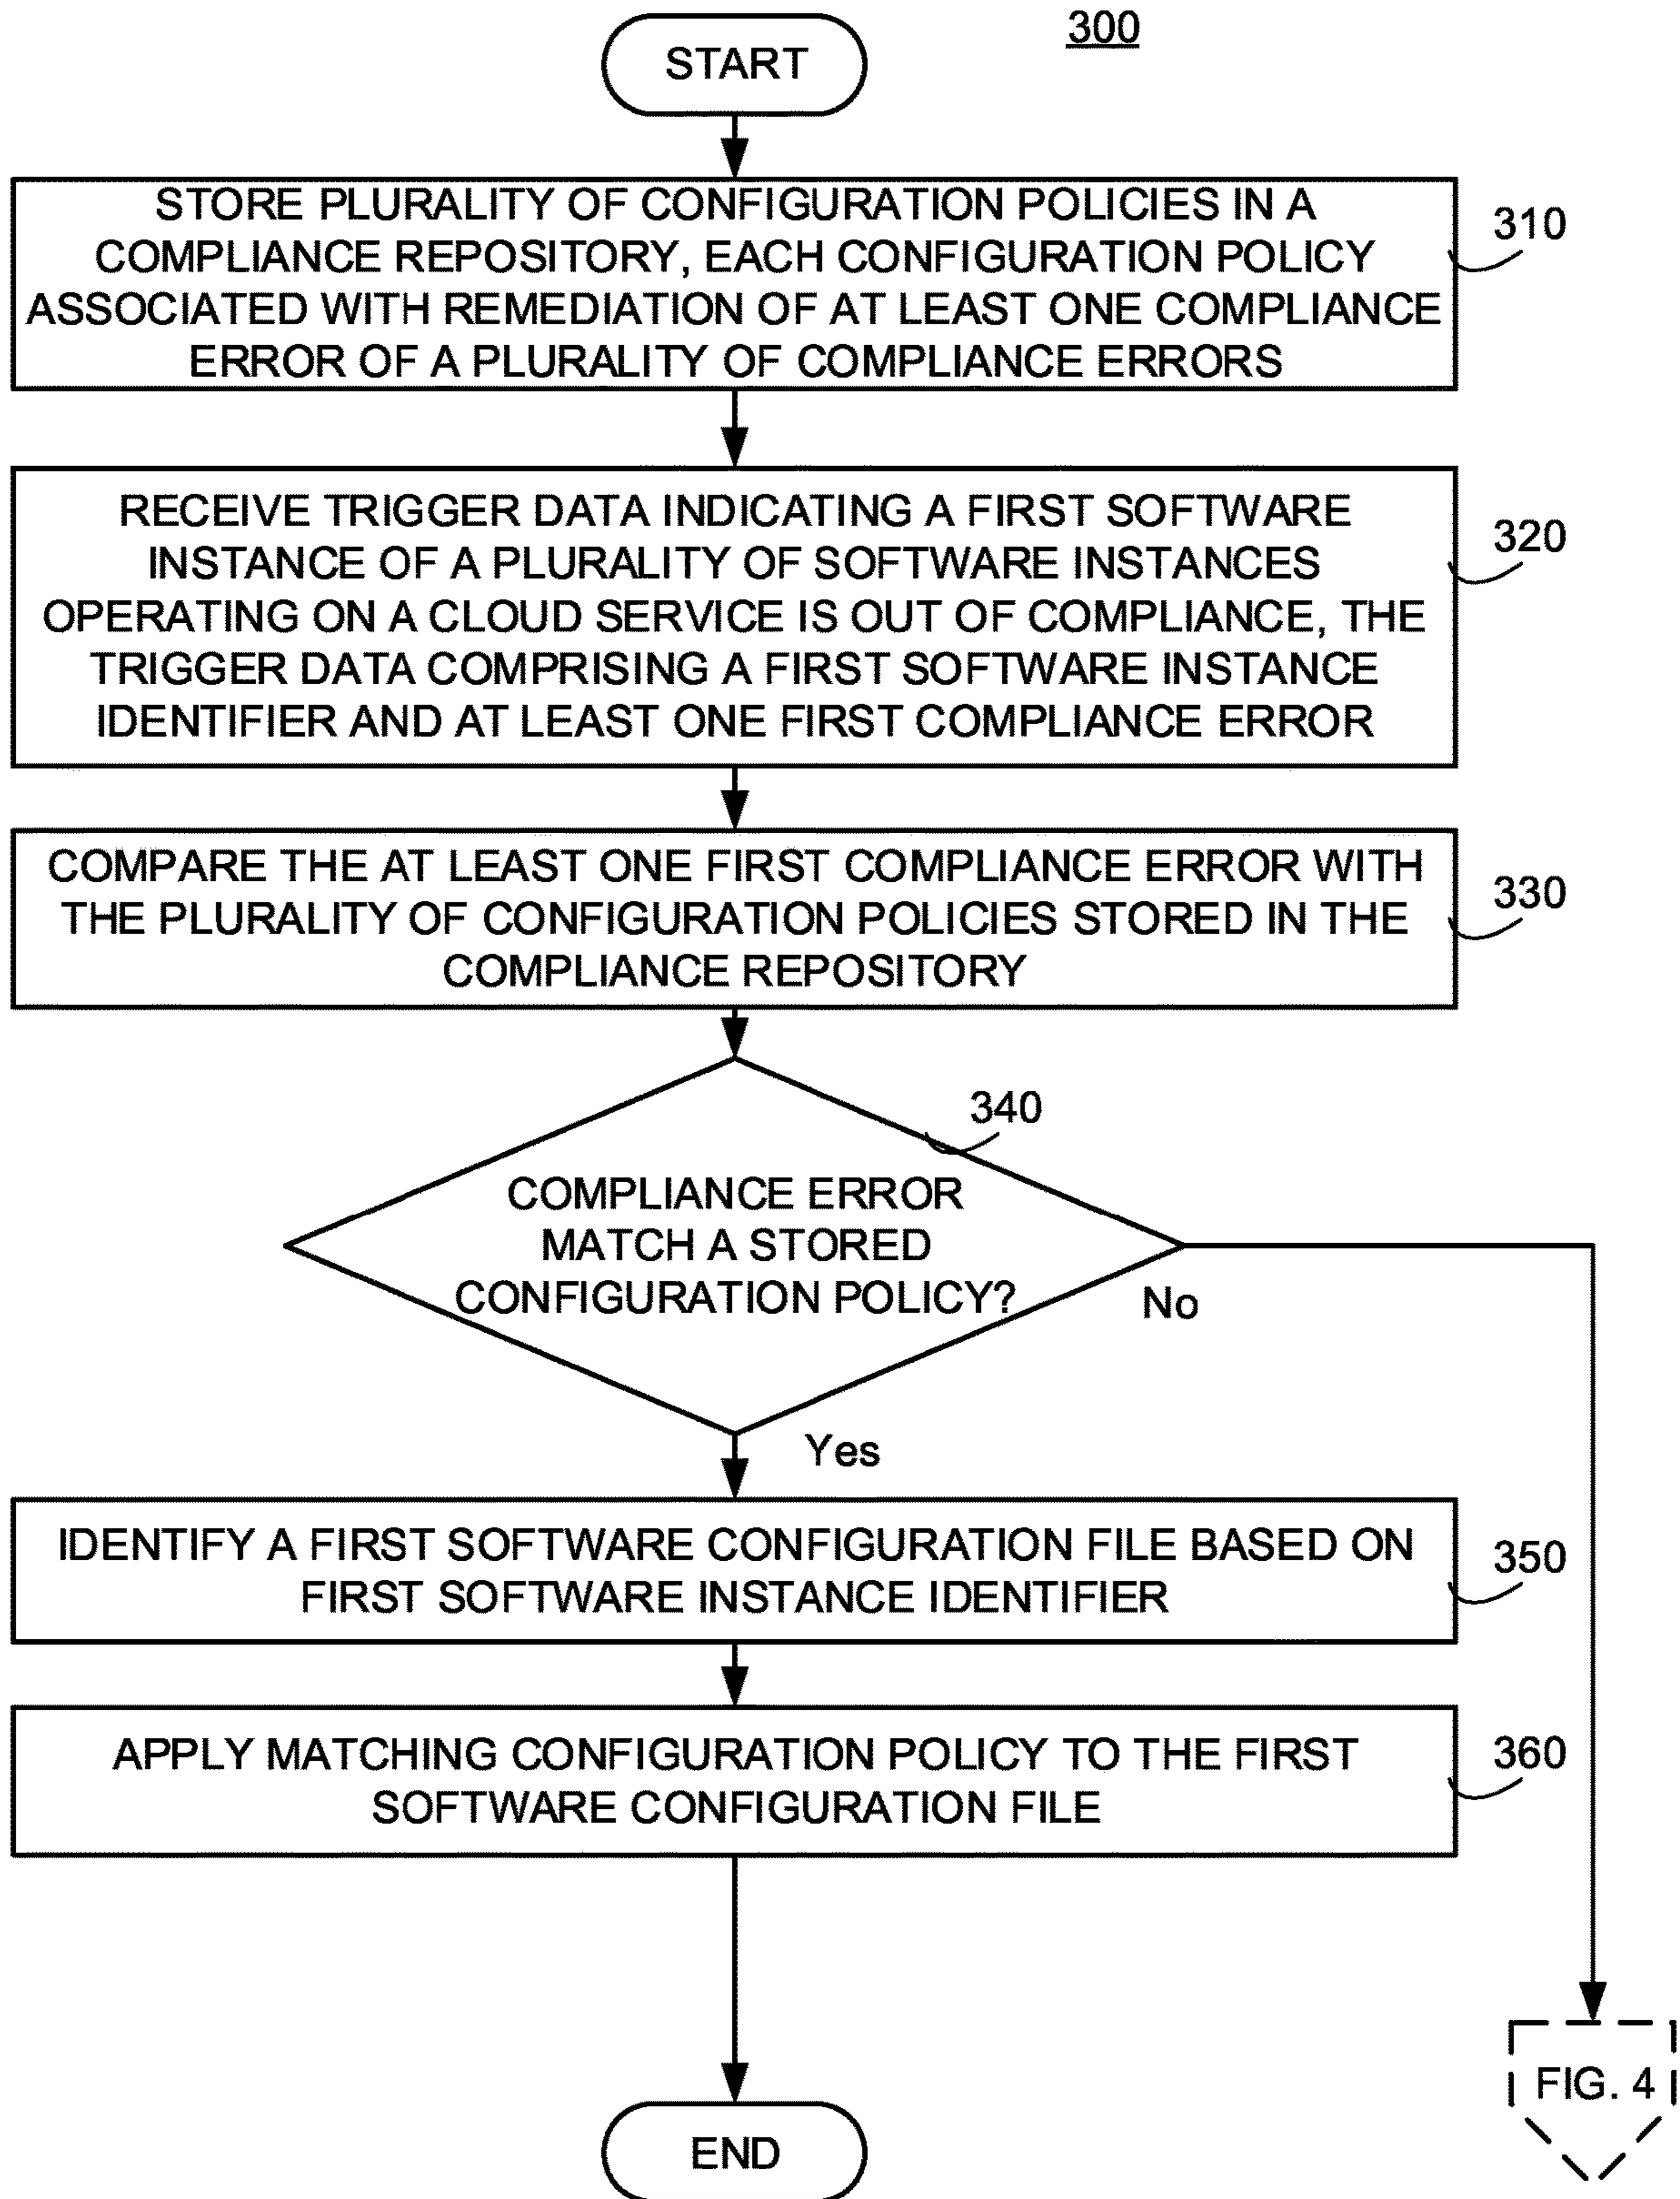 300
START
STORE PLURALITY OF CONFIGURATION POLICIES IN A
COMPLIANCE REPOSITORY, EACH CONFIGURATION POLICY
ASSOCIATED WITH REMEDIATION OF AT LEAST ONE COMPLIANCE
ERROR OF A PLURALITY OF COMPLIANCE ERRORS
310
RECEIVE TRIGGER DATA INDICATING A FIRST SOFTWARE
INSTANCE OF A PLURALITY OF SOFTWARE INSTANCES
OPERATING ON A CLOUD SERVICE IS OUT OF COMPLIANCE, THE
TRIGGER DATA COMPRISING A FIRST SOFTWARE INSTANCE
IDENTIFIER AND AT LEAST ONE FIRST COMPLIANCE ERROR
320
COMPARE THE AT LEAST ONE FIRST COMPLIANCE ERROR WITH
THE PLURALITY OF CONFIGURATION POLICIES STORED IN THE
COMPLIANCE REPOSITORY
330
340
COMPLIANCE ERROR
MATCH A STORED
CONFIGURATION POLICY?
No
Yes
IDENTIFY A FIRST SOFTWARE CONFIGURATION FILE BASED ON
FIRST SOFTWARE INSTANCE IDENTIFIER
350
APPLY MATCHING CONFIGURATION POLICY TO THE FIRST
SOFTWARE CONFIGURATION FILE
360
FIG. 4
END